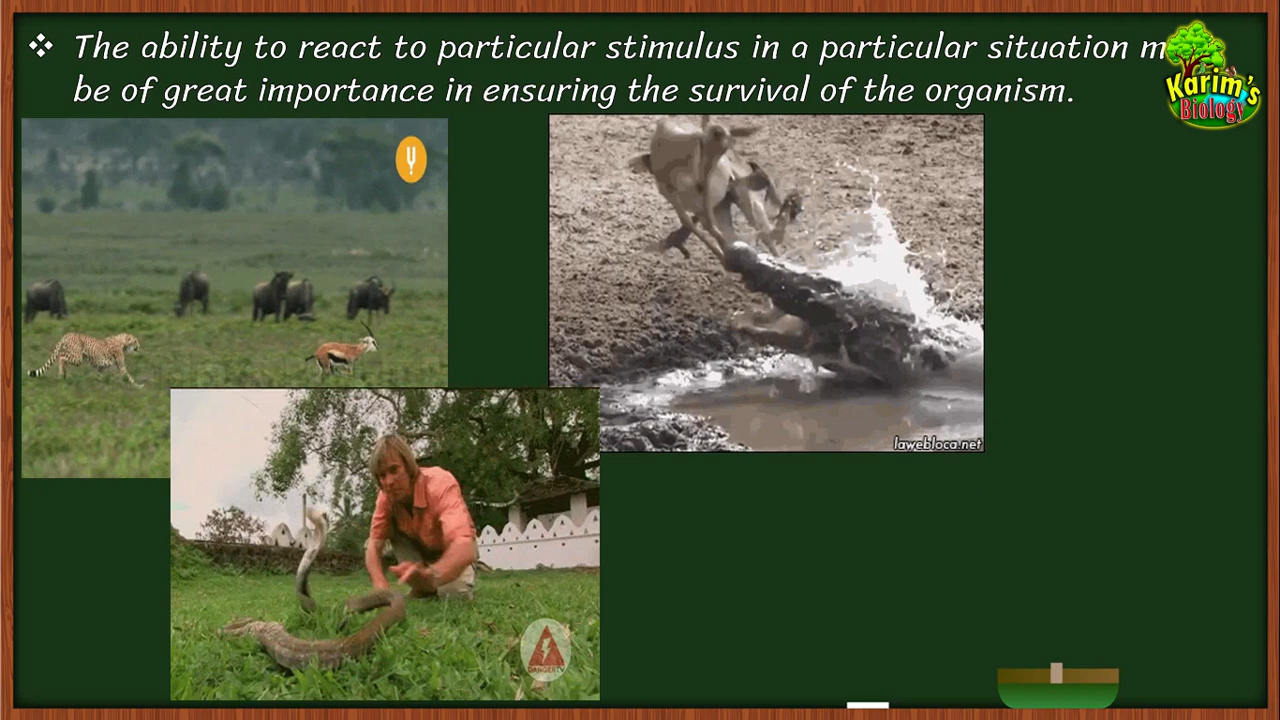 The ability to react to particular stimulus in a particular situation m
be of great importance in ensuring the survival of the organism.
Karim's
Biology
lawebloca.net
DANGERTV